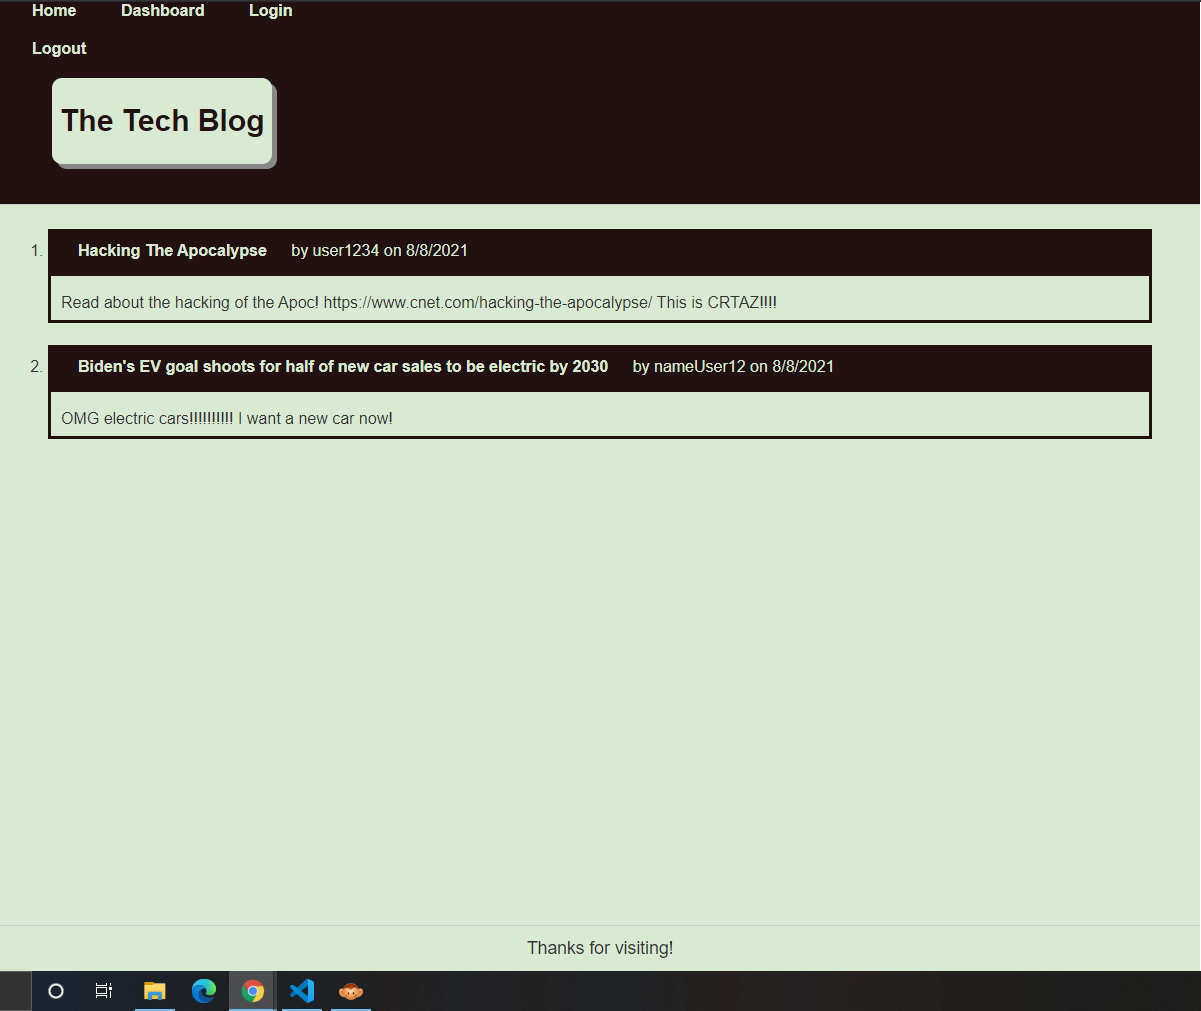 Home Dashboard Login
Logout
The Tech Blog
1. Hacking The Apocalypse by user1234 on 8/8/2021
Read about the hacking of the Apoc! https://www.cnet.com/hacking-the-apocalypse/ This is CRTAZ!!!!
2. Biden's EV goal shoots for half of new car sales to be electric by 2030 by nameUser12 on 8/8/2021
OMG electric cars!!!!!!!!!! I want a new car now!
Thanks for visiting!